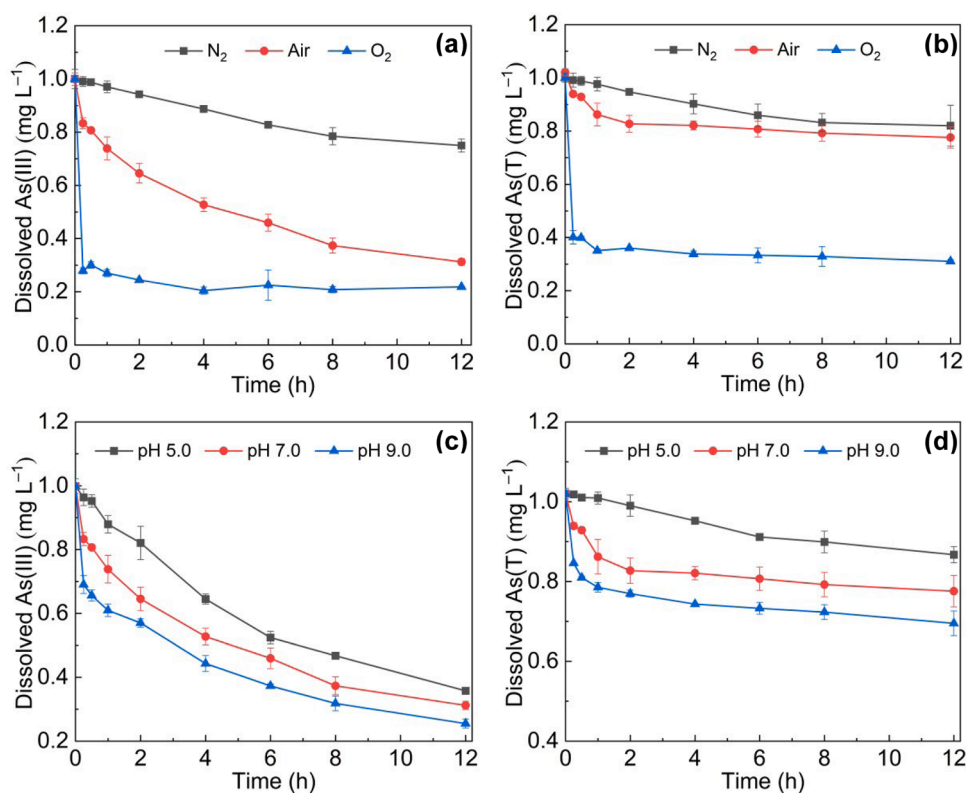 (a)
N₂ Air O₂
Dissolved As(III) (mg L⁻¹)
1.2
1.0
0.8
0.6
0.4
0.2
0.0
0 2 4 6 8 10 12
Time (h)
(b)
N₂ Air O₂
Dissolved As(T) (mg L⁻¹)
1.2
1.0
0.8
0.6
0.4
0.2
0.0
0 2 4 6 8 10 12
Time (h)
(c)
pH 5.0 pH 7.0 pH 9.0
Dissolved As(III) (mg L⁻¹)
1.2
1.0
0.8
0.6
0.4
0.2
0 2 4 6 8 10 12
Time (h)
(d)
pH 5.0 pH 7.0 pH 9.0
Dissolved As(T) (mg L⁻¹)
1.2
1.0
0.8
0.6
0.4
0 2 4 6 8 10 12
Time (h)